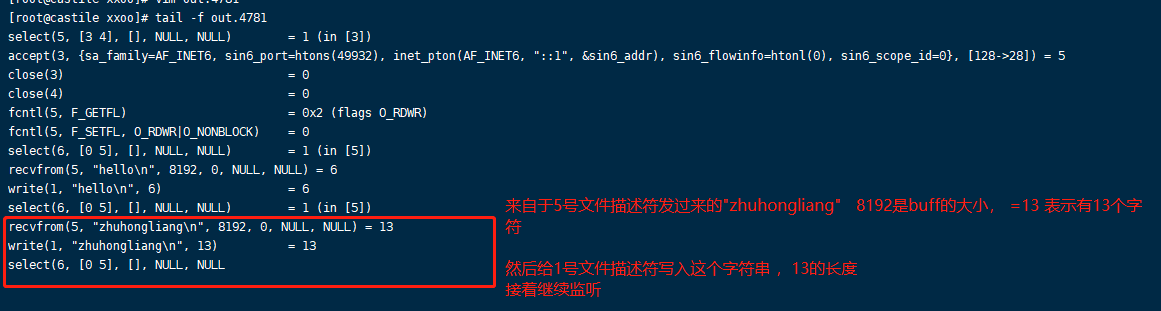 [root@castile xxoo]# vim out.4781
[root@castile xxoo]# tail -f out.4781
select(5, [3 4], [], NULL, NULL) = 1 (in [3])
accept(3, {sa_family=AF_INET6, sin6_port=htons(49932), inet_pton(AF_INET6, "::1", &sin6_addr), sin6_flowinfo=htonl(0), sin6_scope_id=0}, [128->28]) = 5
close(3) = 0
close(4) = 0
fcntl(5, F_GETFL) = 0x2 (flags O_RDWR)
fcntl(5, F_SETFL, O_RDWR|O_NONBLOCK) = 0
select(6, [0 5], [], NULL, NULL) = 1 (in [5])
recvfrom(5, "hello\n", 8192, 0, NULL, NULL) = 6
write(1, "hello\n", 6) = 6
select(6, [0 5], [], NULL, NULL) = 1 (in [5])
recvfrom(5, "zhuhongliang\n", 8192, 0, NULL, NULL) = 13
write(1, "zhuhongliang\n", 13) = 13
select(6, [0 5], [], NULL, NULL
来自于5号文件描述符发过来的"zhuhongliang" 8192是buff的大小， =13 表示有13个字
符
然后给1号文件描述符写入这个字符串 ，13的长度
接着继续监听